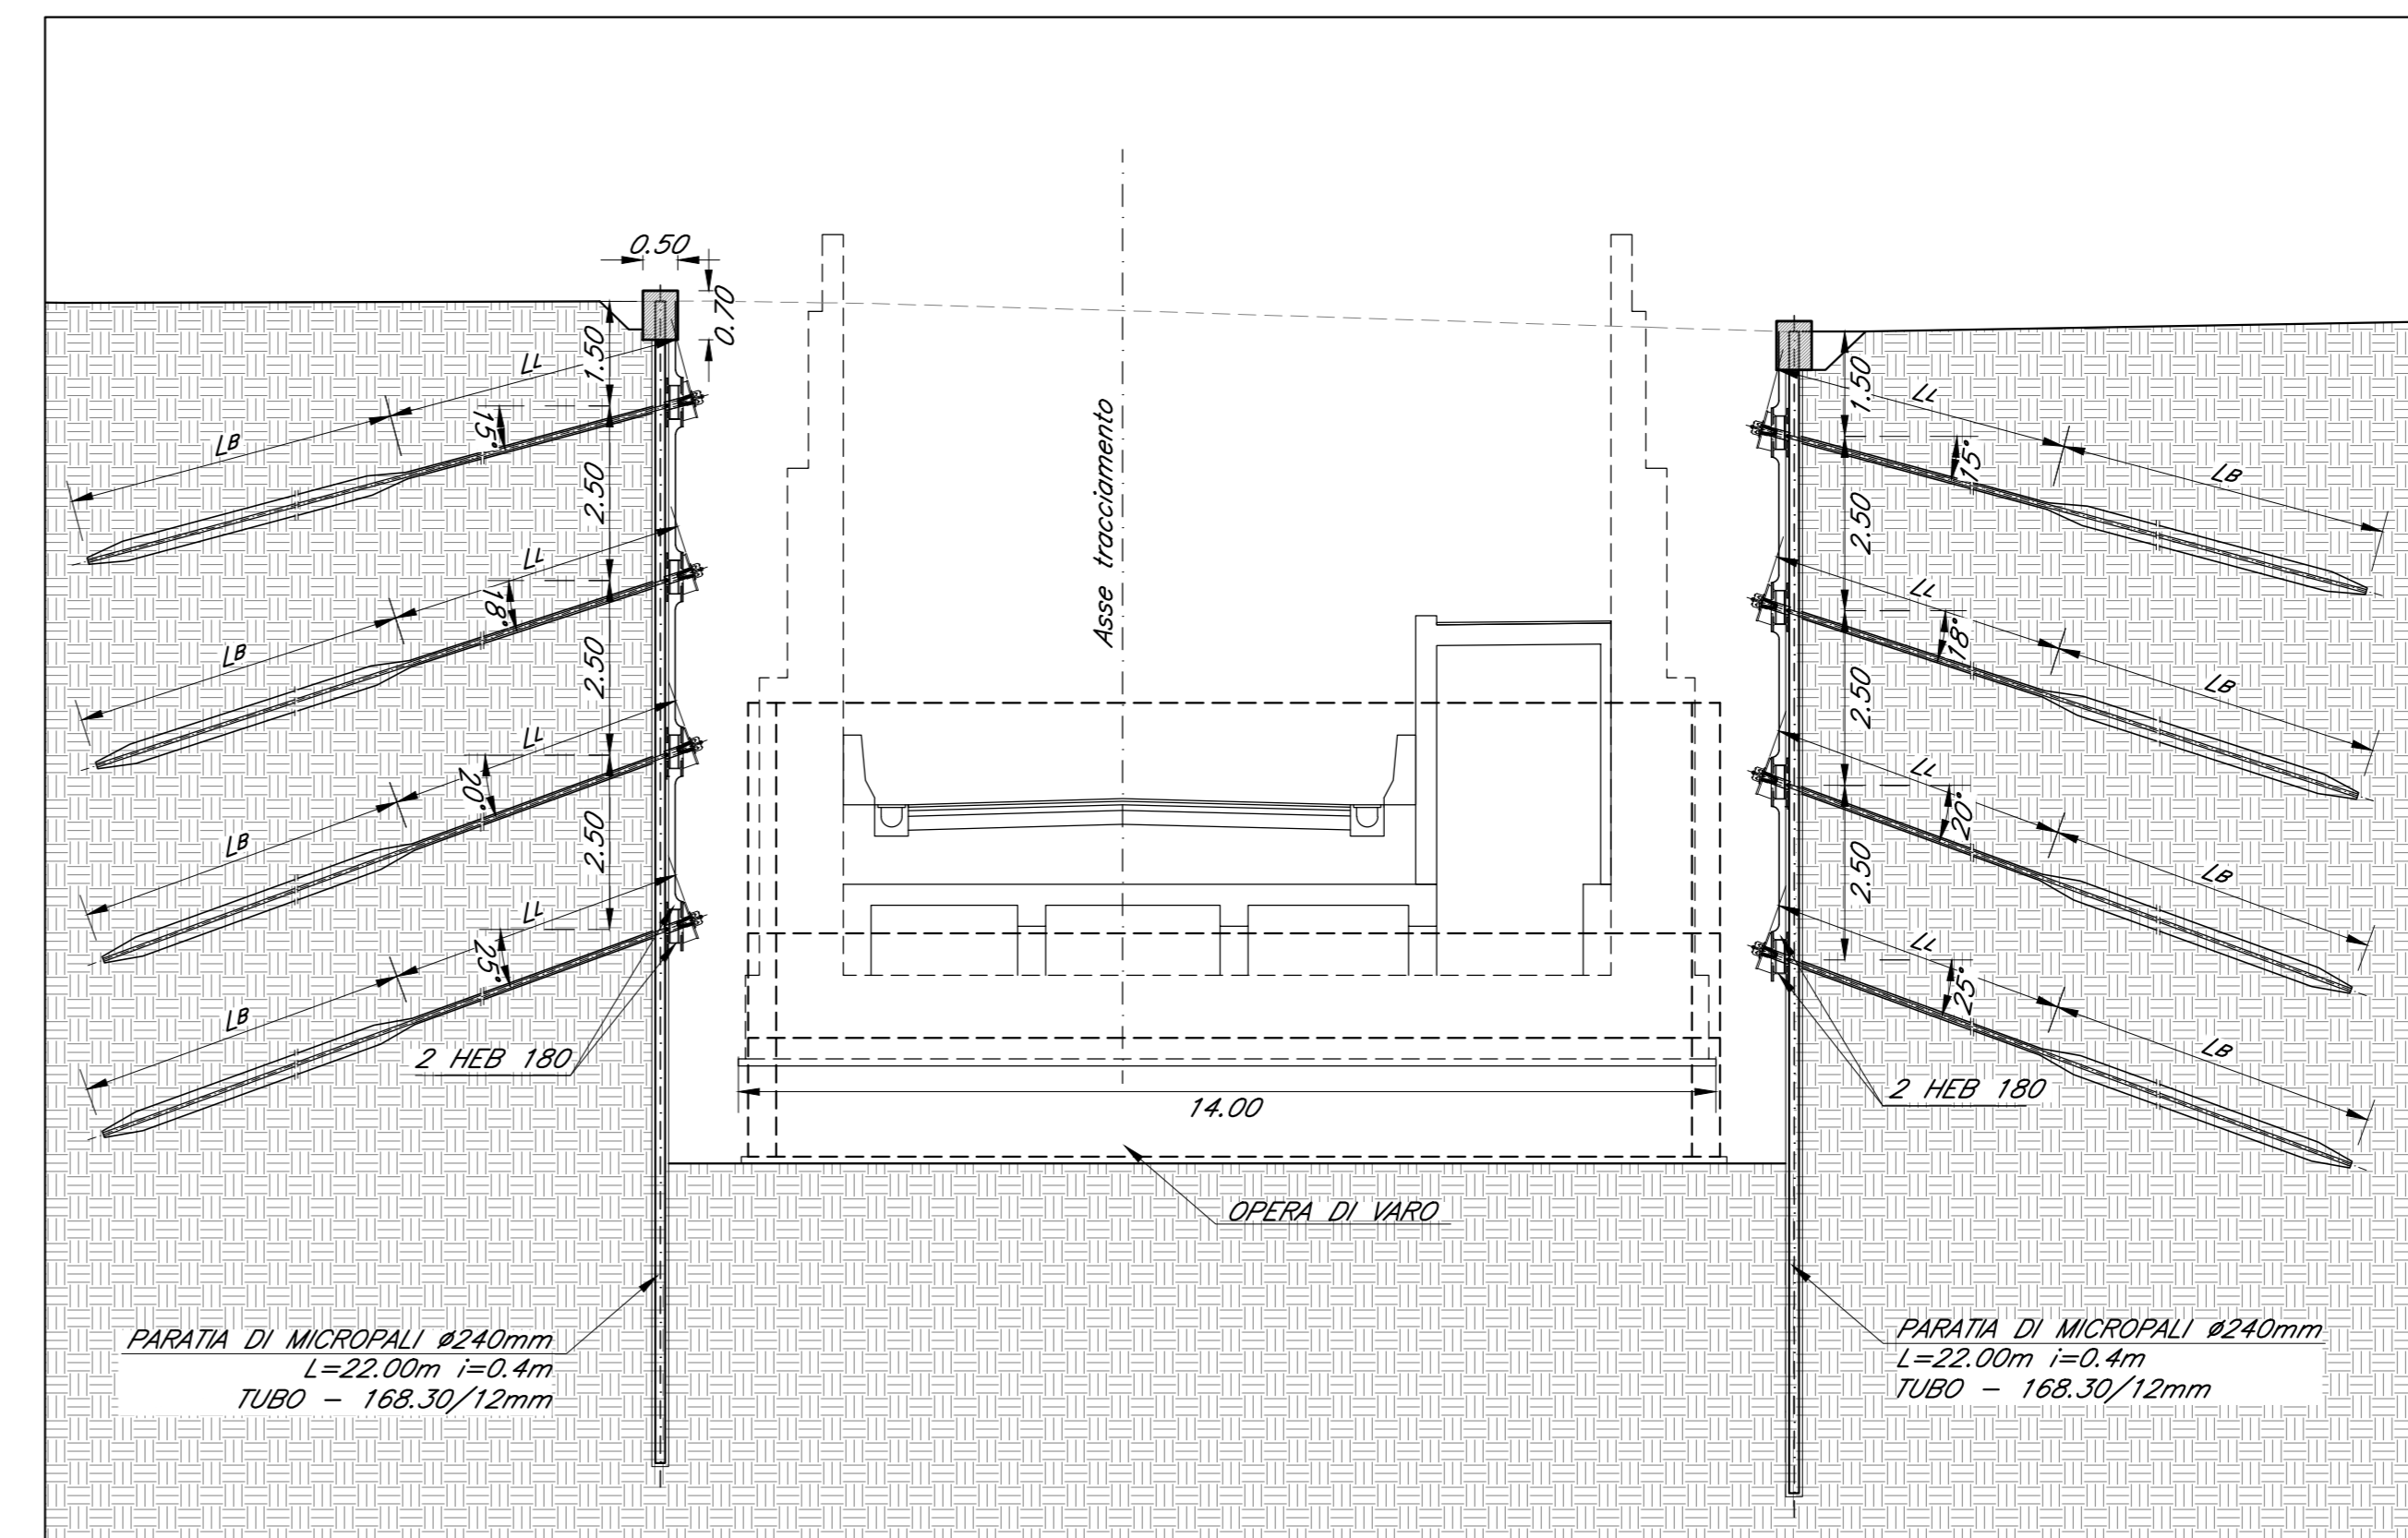 0.50
0.70
1.50
LL
LB
15°
2.50
LL
LB
18°
2.50
LL
LB
20°
2.50
LL
LB
25°
2 HEB 180
Asse tracciamento
14.00
OPERA DI VARO
1.50
LL
LB
15°
2.50
LL
LB
18°
2.50
LL
LB
20°
2.50
LL
LB
25°
2 HEB 180
PARATIA DI MICROPALI ø240mm
L=22.00m i=0.4m
TUBO - 168.30/12mm
PARATIA DI MICROPALI ø240mm
L=22.00m i=0.4m
TUBO - 168.30/12mm